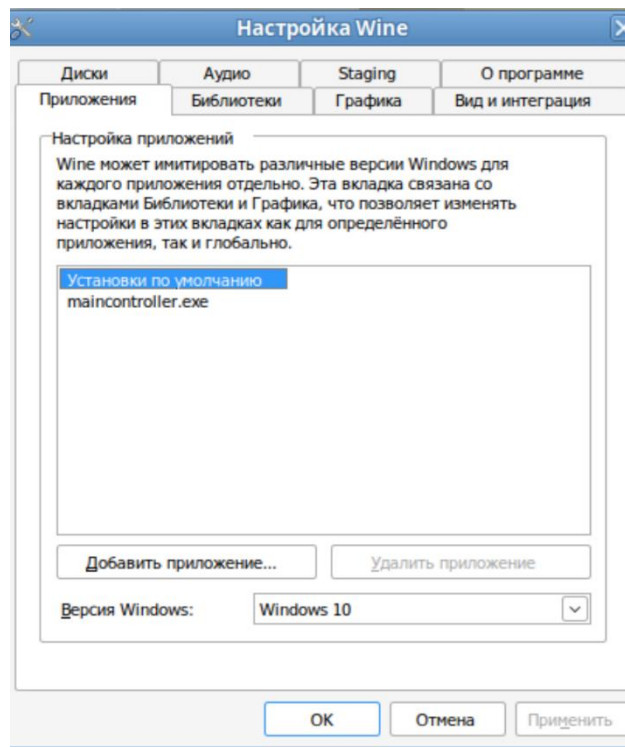 Настройка Wine
Диски
Аудио
Staging
О программе
Приложения
Библиотеки
Графика
Вид и интеграция
Настройка приложений
Wine может имитировать различные версии Windows для
каждого приложения отдельно. Эта вкладка связана со
вкладками Библиотеки и Графика, что позволяет изменять
настройки в этих вкладках как для определённого
приложения, так и глобально.
Установки по умолчанию
maincontroller.exe
Добавить приложение...
Удалить приложение
Версия Windows:
Windows 10
OK
Отмена
Применить